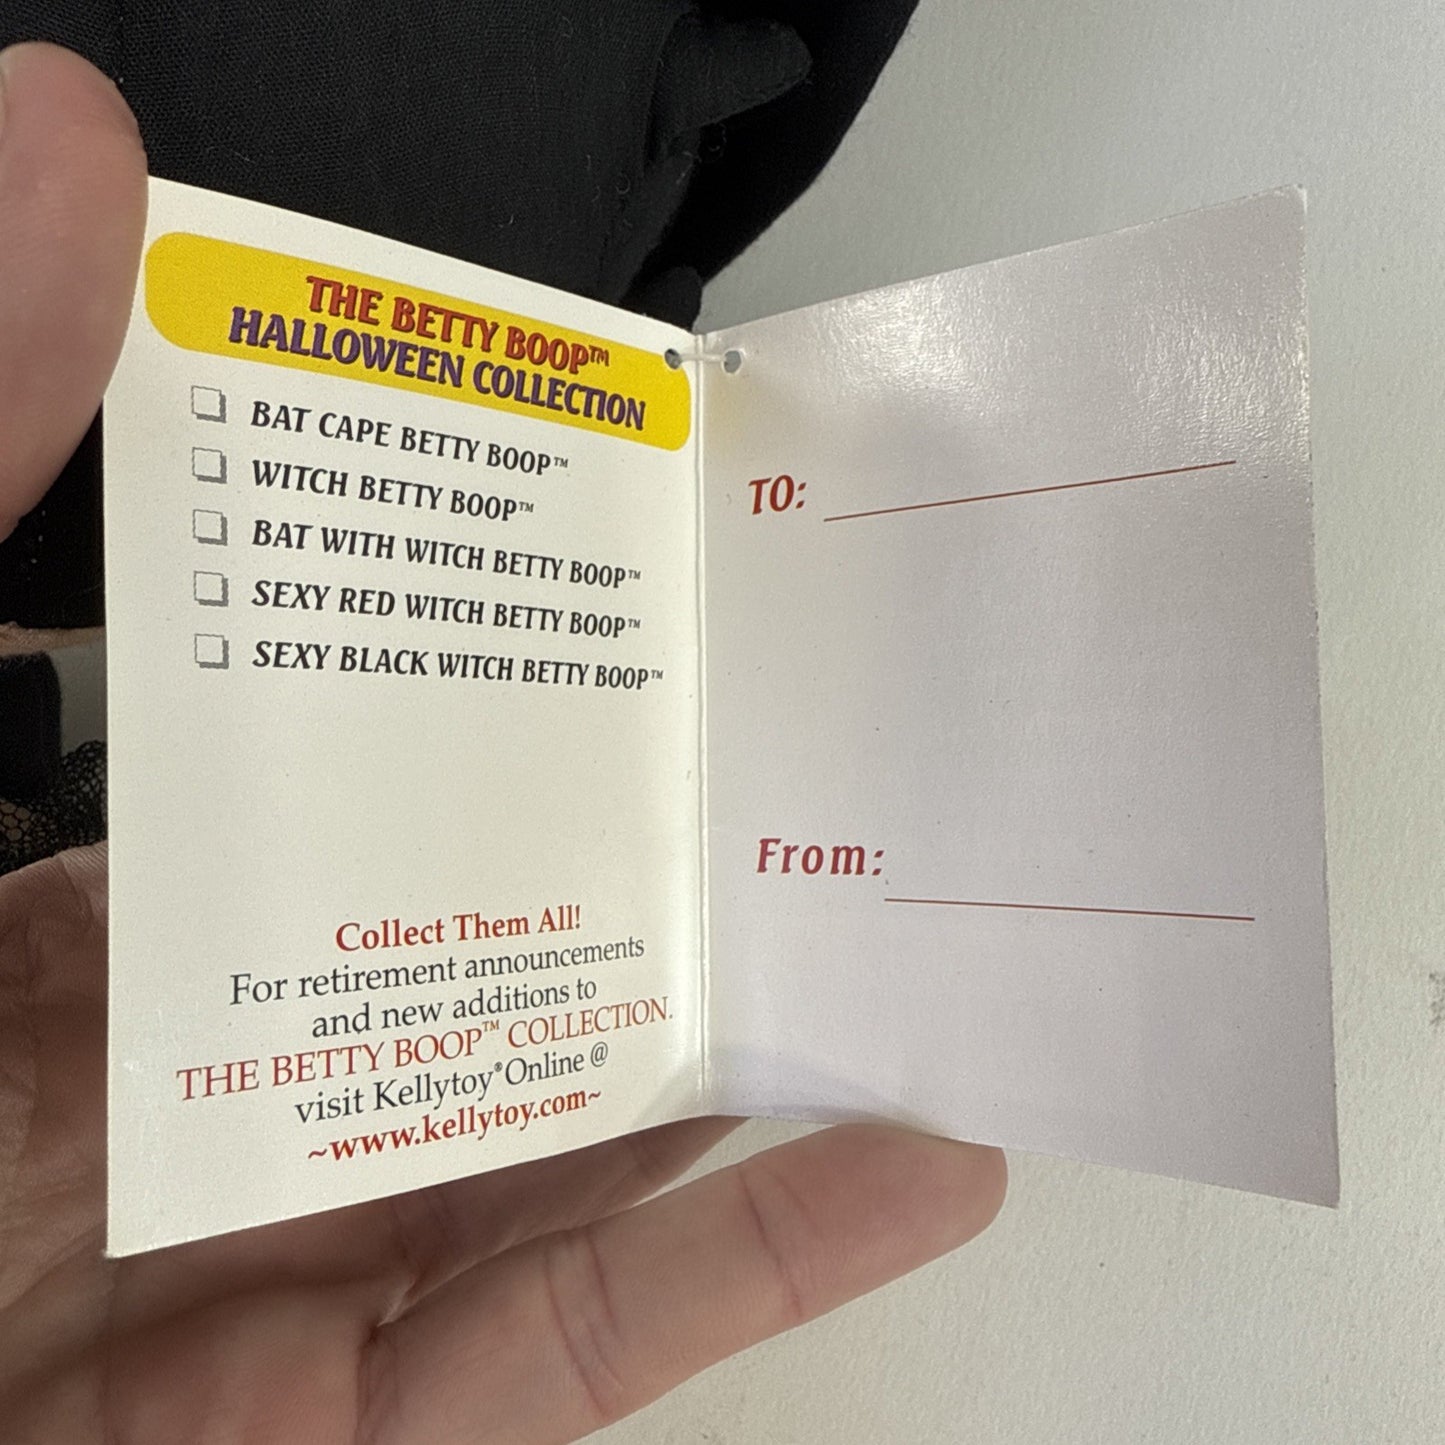 THE BETTY BOOP™
HALLOWEEN COLLECTION
BAT CAPE BETTY BOOP™
WITCH BETTY BOOP™
BAT WITH WITCH BETTY BOOP™
SEXY RED WITCH BETTY BOOP™
SEXY BLACK WITCH BETTY BOOP™
Collect Them All!
For retirement announcements
and new additions to
THE BETTY BOOP™ COLLECTION.
visit Kellytoy® Online @
~www.kellytoy.com~
TO:
From: